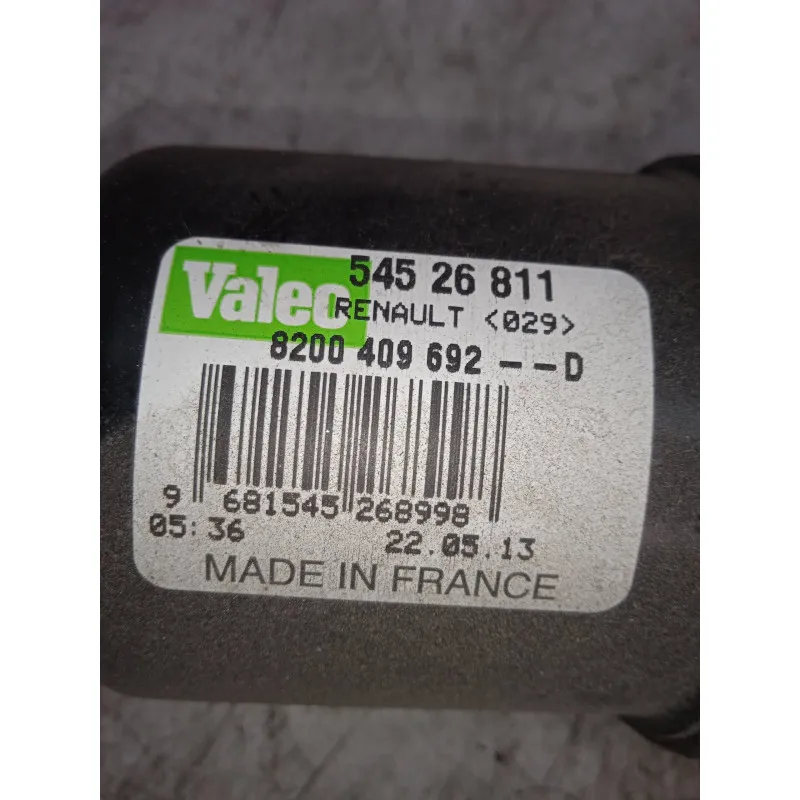 Valeo
545 26 811
RENAULT <029>
8200 409 692 -- D
9 681545 268998
05:36 22.05.13
MADE IN FRANCE